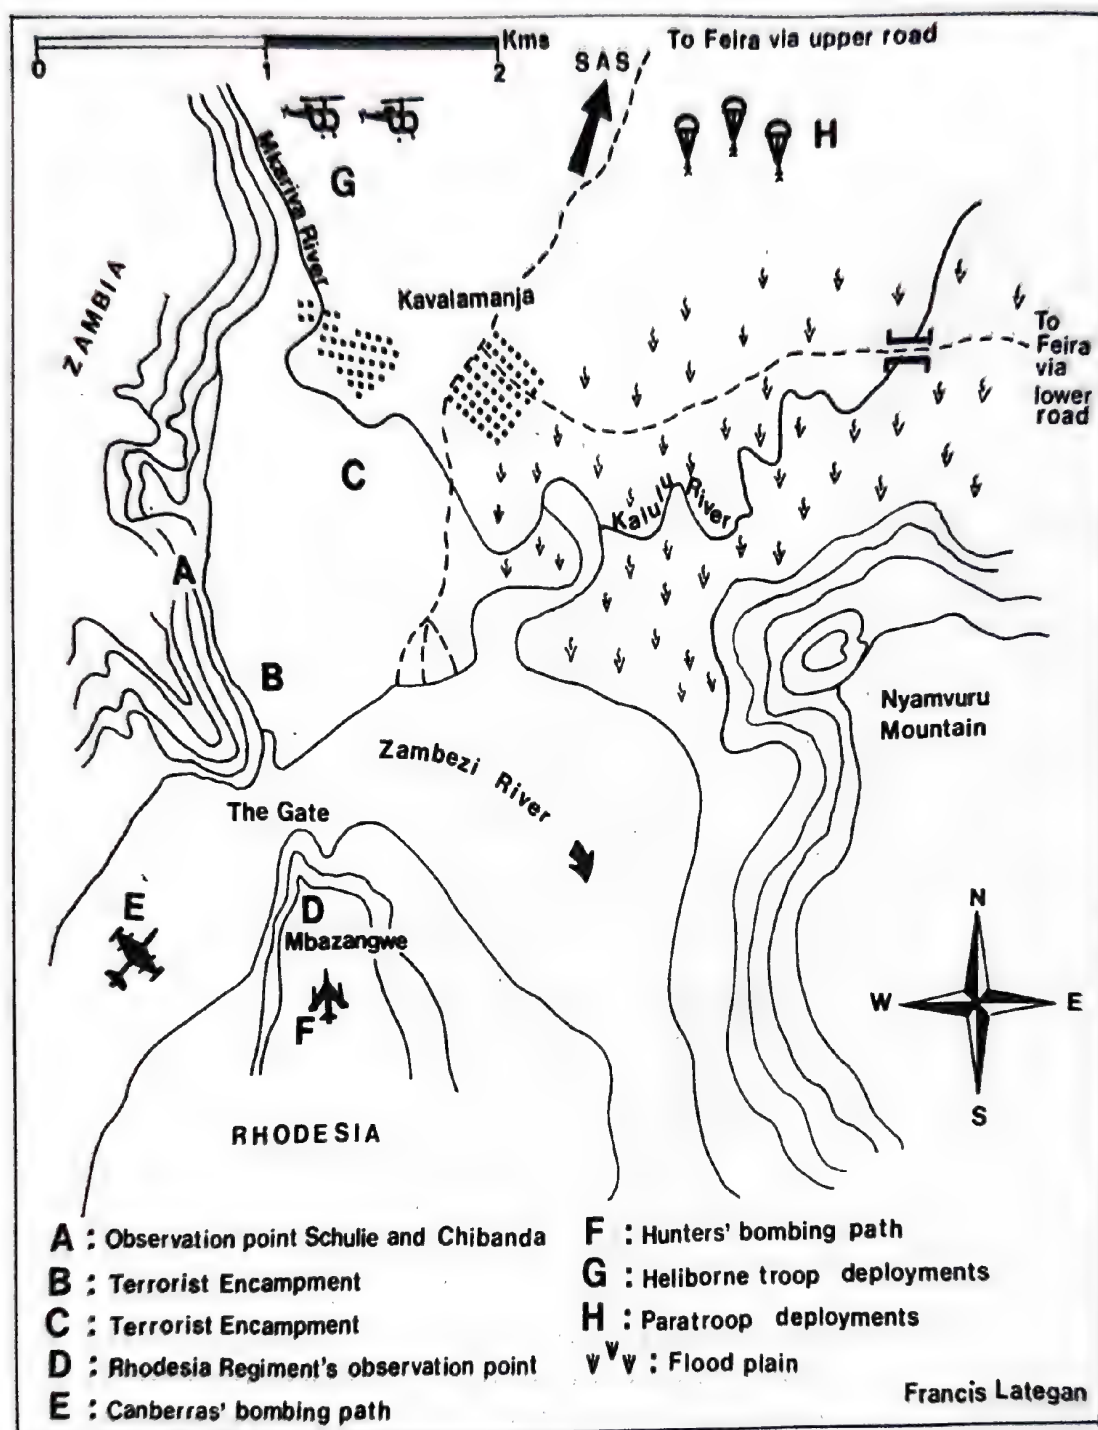 Kms
To Feira via upper road
0
1
2
SAS
H
Mkariva River
G
ZAMBIA
Kavalamanja
To
Feira
via
lower
road
C
Kalulu River
A
B
Nyamvuru
Mountain
Zambezi River
The Gate
E
D
Mbazangwe
F
N
W
E
S
RHODESIA
A : Observation point Schulie and Chibanda
B : Terrorist Encampment
C : Terrorist Encampment
D : Rhodesia Regiment's observation point
E : Canberras' bombing path
F : Hunters' bombing path
G : Heliborne troop deployments
H : Paratroop deployments
: Flood plain
Francis Lategan